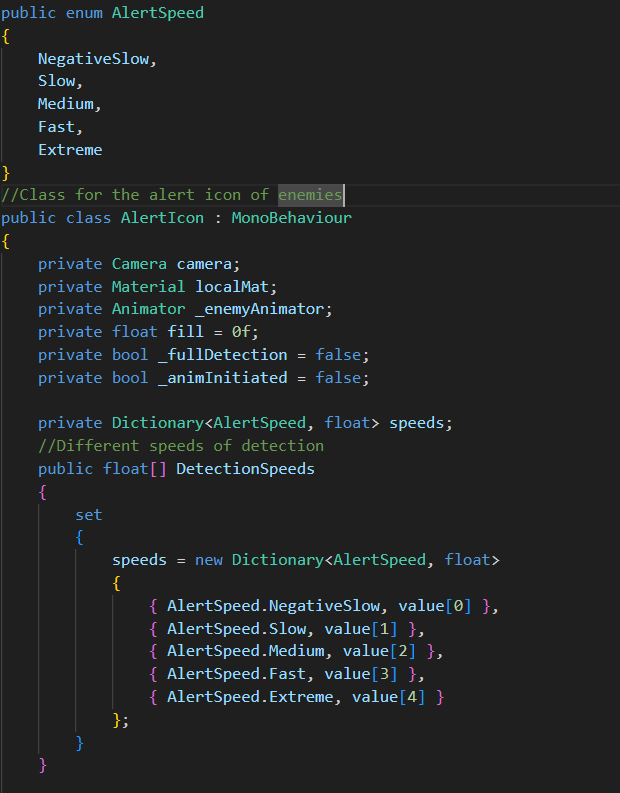 public enum AlertSpeed
{
NegativeSlow,
Slow,
Medium,
Fast,
Extreme
}
//Class for the alert icon of enemies
public class AlertIcon : MonoBehaviour
{
private Camera camera;
private Material localMat;
private Animator _enemyAnimator;
private float fill = 0f;
private bool _fullDetection = false;
private bool _animInitiated = false;
private Dictionary<AlertSpeed, float> speeds;
//Different speeds of detection
public float[] DetectionSpeeds
{
set
{
speeds = new Dictionary<AlertSpeed, float>
{
{ AlertSpeed.NegativeSlow, value[0] },
{ AlertSpeed.Slow, value[1] },
{ AlertSpeed.Medium, value[2] },
{ AlertSpeed.Fast, value[3] },
{ AlertSpeed.Extreme, value[4] }
};
}
}